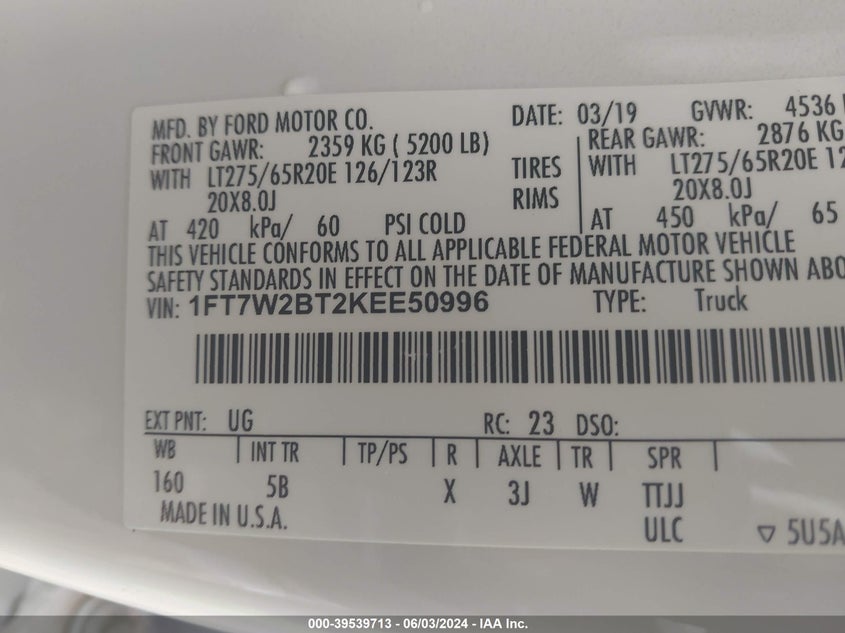 MFD. BY FORD MOTOR CO. DATE: 03/19 GVWR: 4536
FRONT GAWR: 2359 KG ( 5200 LB) REAR GAWR: 2876 KG
WITH LT275/65R20E 126/123R TIRES WITH LT275/65R20E 12
20X8.0J RIMS 20X8.0J
AT 420 kPa/ 60 PSI COLD AT 450 kPa/ 65
THIS VEHICLE CONFORMS TO ALL APPLICABLE FEDERAL MOTOR VEHICLE
SAFETY STANDARDS IN EFFECT ON THE DATE OF MANUFACTURE SHOWN ABO
VIN: 1FT7W2BT2KEE50996 TYPE: Truck
EXT PNT: UG RC: 23 DSO:
WB INT TR TP/PS R AXLE TR SPR
160 5B X 3J W TTJJ
MADE IN U.S.A. ULC ▽ 5U5A
000-39539713 - 06/03/2024 - IAA Inc.